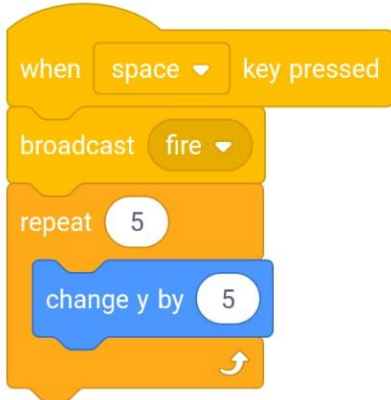 when space key pressed
broadcast fire
repeat 5
change y by 5